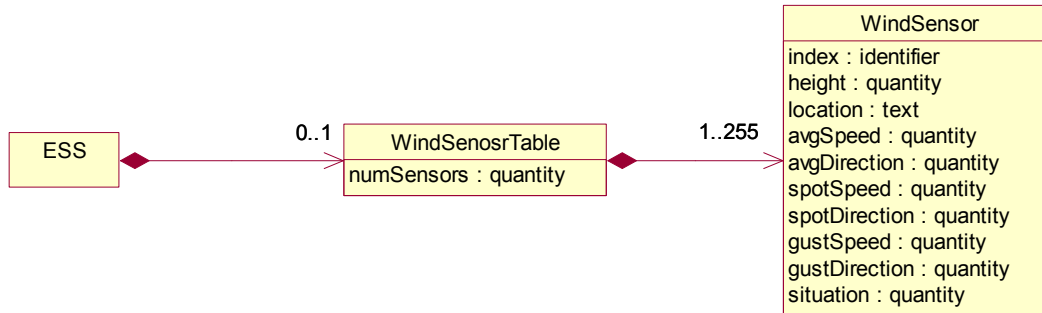 ESS
0..1
WindSenosrTable
numSensors : quantity
1..255
WindSensor
index : identifier
height : quantity
location : text
avgSpeed : quantity
avgDirection : quantity
spotSpeed : quantity
spotDirection : quantity
gustSpeed : quantity
gustDirection : quantity
situation : quantity